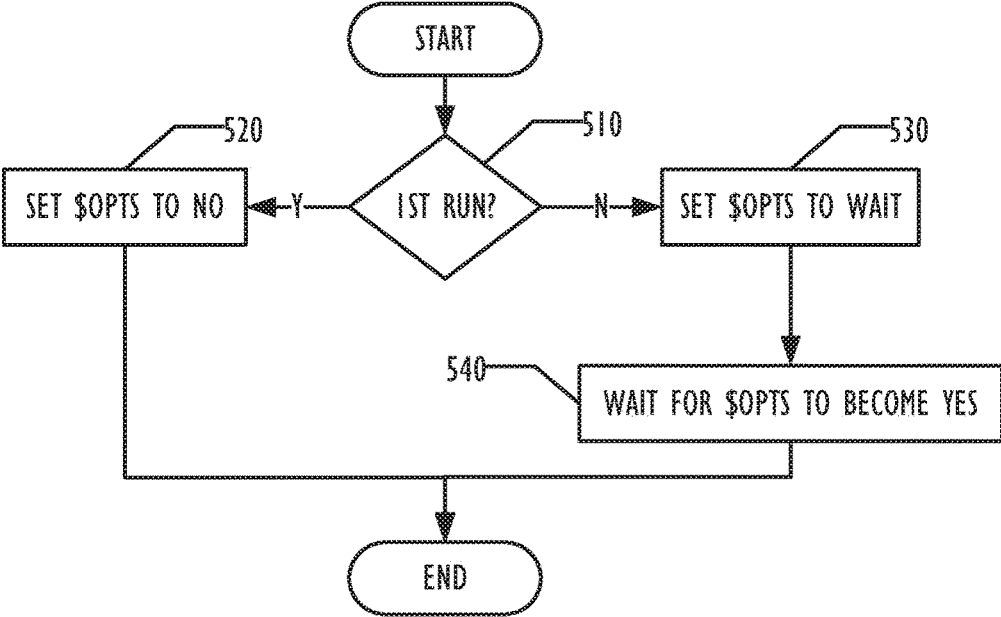 START
510
520
530
1ST RUN?
Y
N
SET $OPTS TO NO
SET $OPTS TO WAIT
540
WAIT FOR $OPTS TO BECOME YES
END